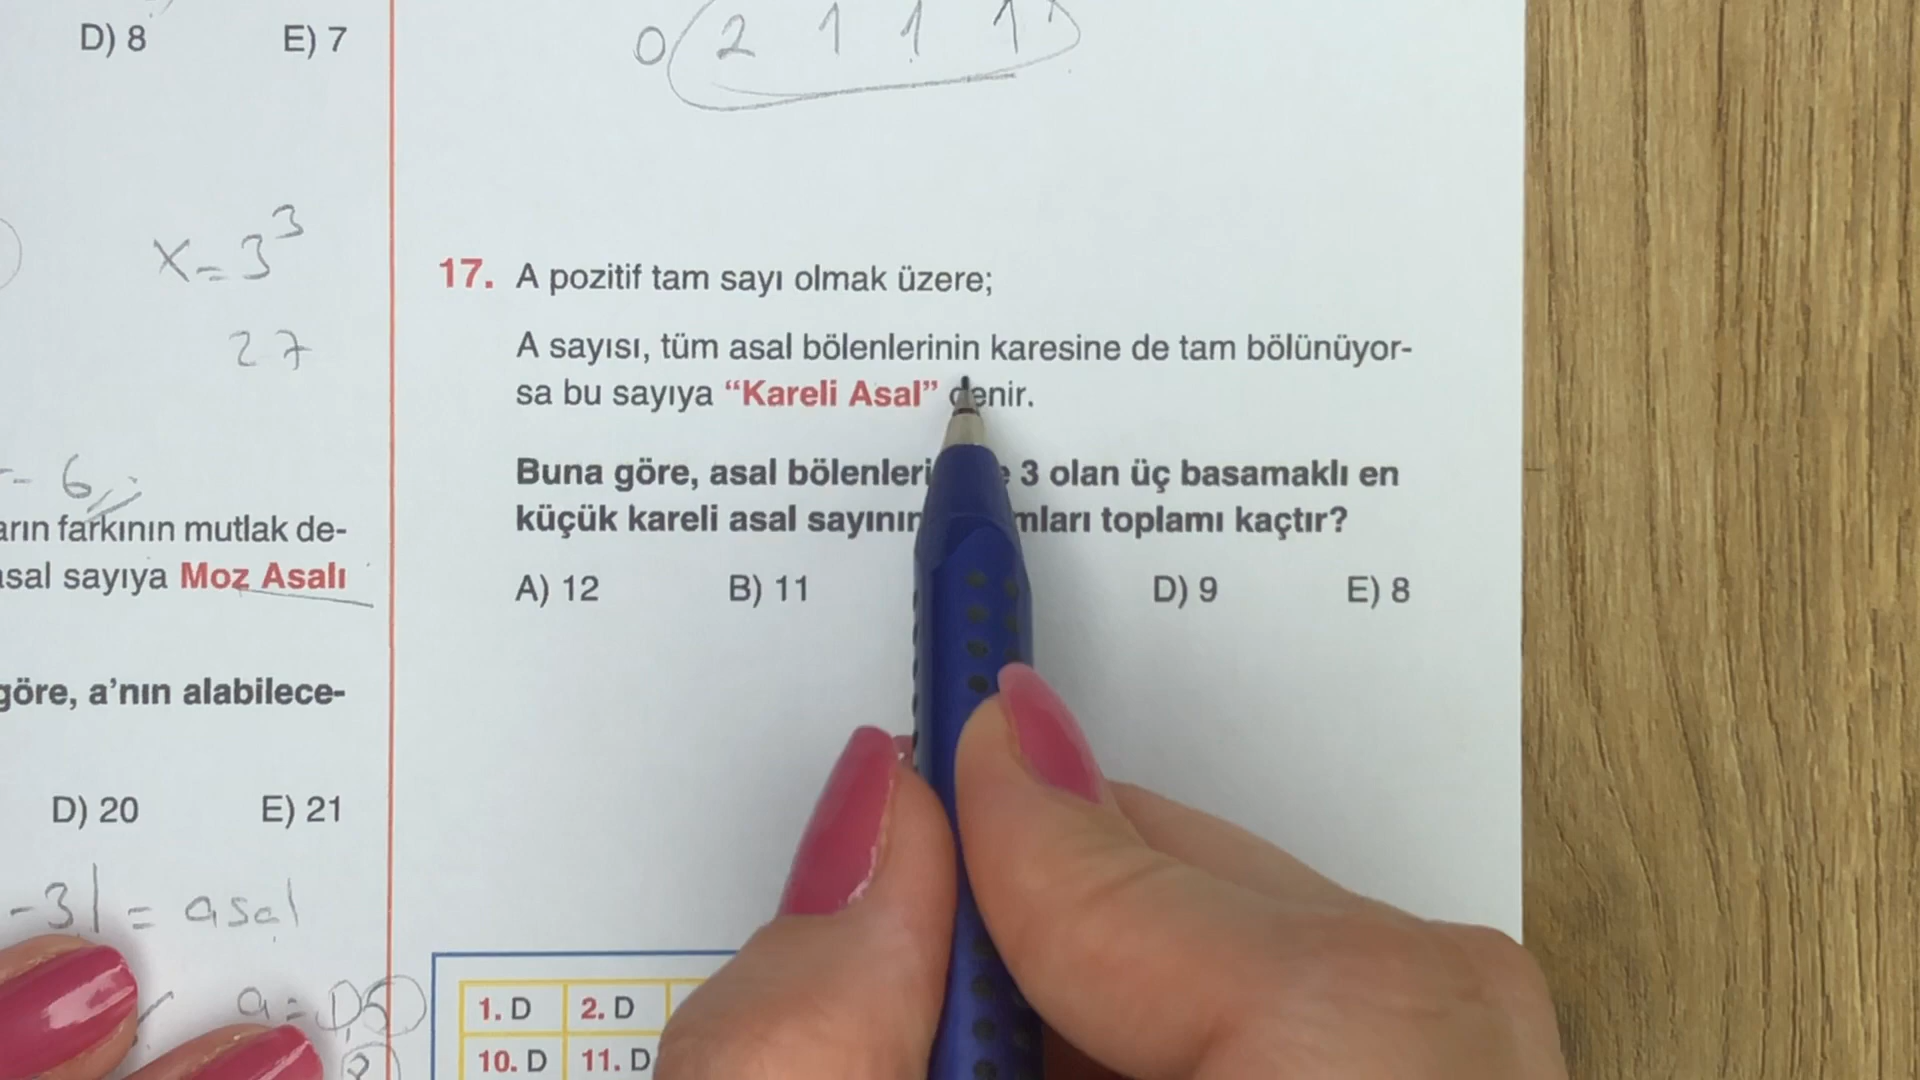 D) 8 E) 7
0 2 1 1 1
x = 3³
27
- 6
arın farkının mutlak de-
asal sayıya Moz Asalı
göre, a'nın alabilece-
D) 20 E) 21
-3| = asal
a =
17. A pozitif tam sayı olmak üzere;
A sayısı, tüm asal bölenlerinin karesine de tam bölünüyor-
sa bu sayıya “Kareli Asal” denir.
Buna göre, asal bölenleri 3 olan üç basamaklı en
küçük kareli asal sayının mları toplamı kaçtır?
A) 12 B) 11 D) 9 E) 8
1. D 2. D
10. D 11. D